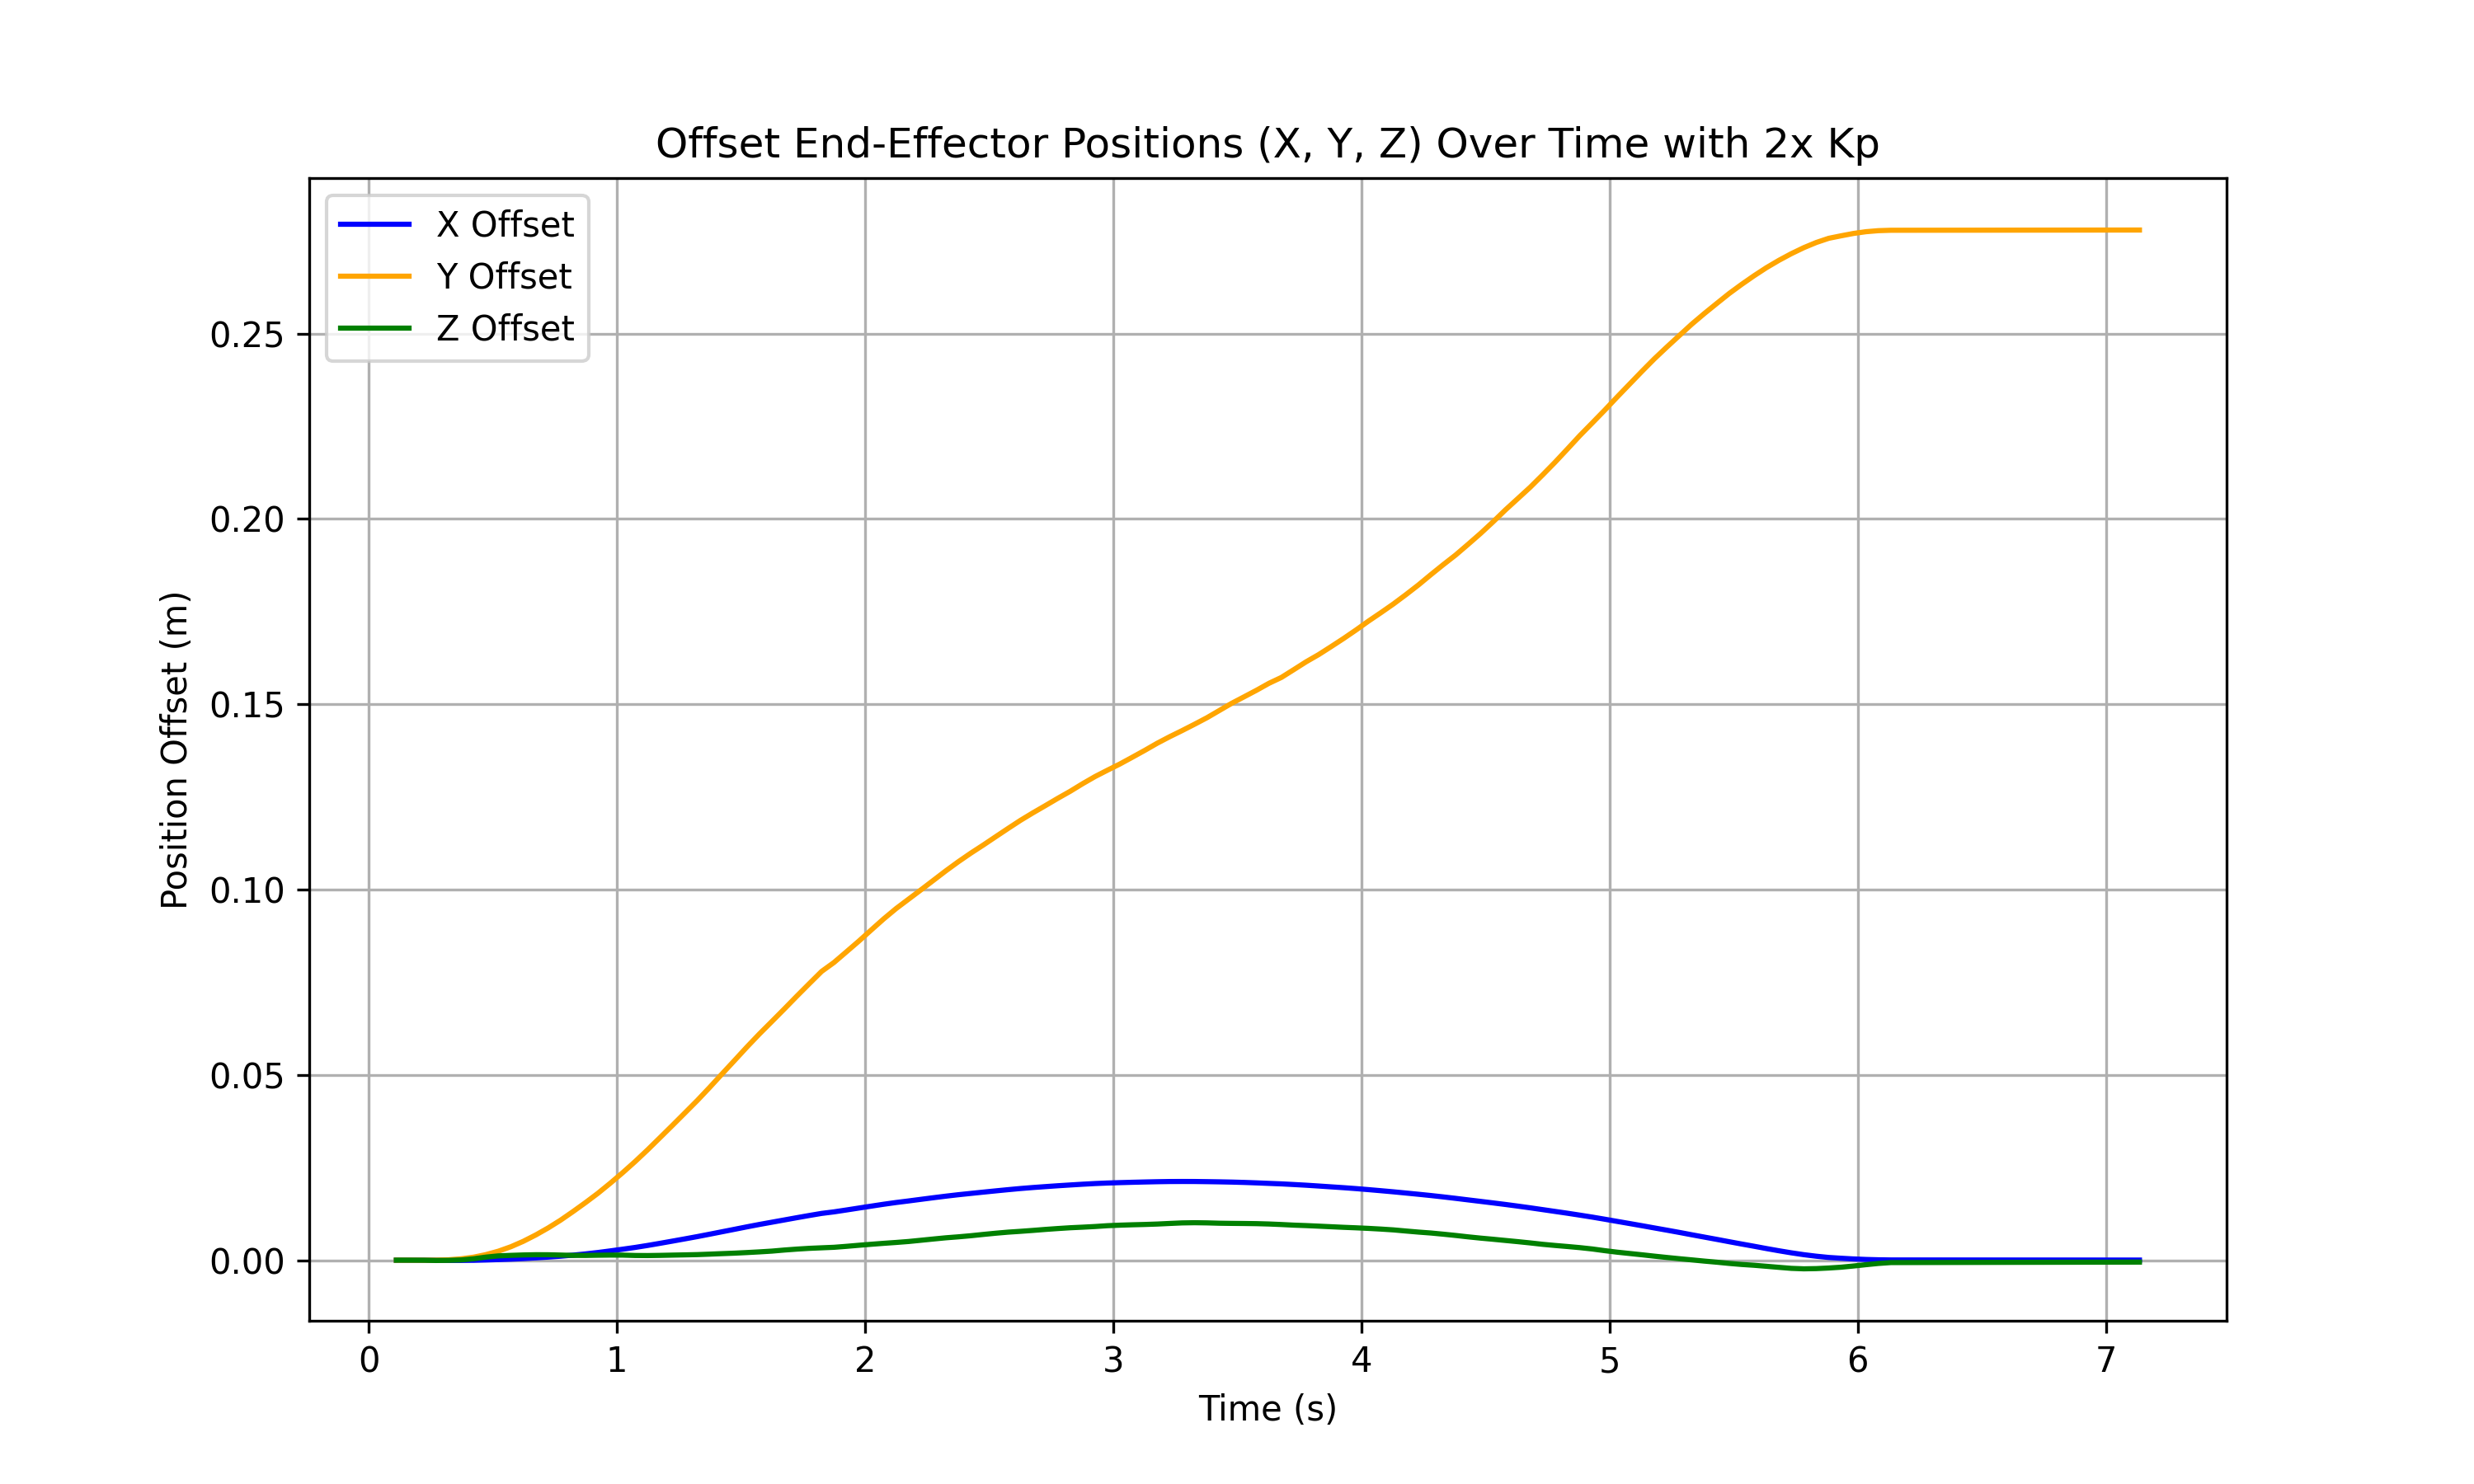 Offset End-Effector Positions (X, Y, Z) Over Time with 2x Kp
X Offset
Y Offset
Z Offset
Position Offset (m)
0.25
0.20
0.15
0.10
0.05
0.00
0 1 2 3 4 5 6 7
Time (s)